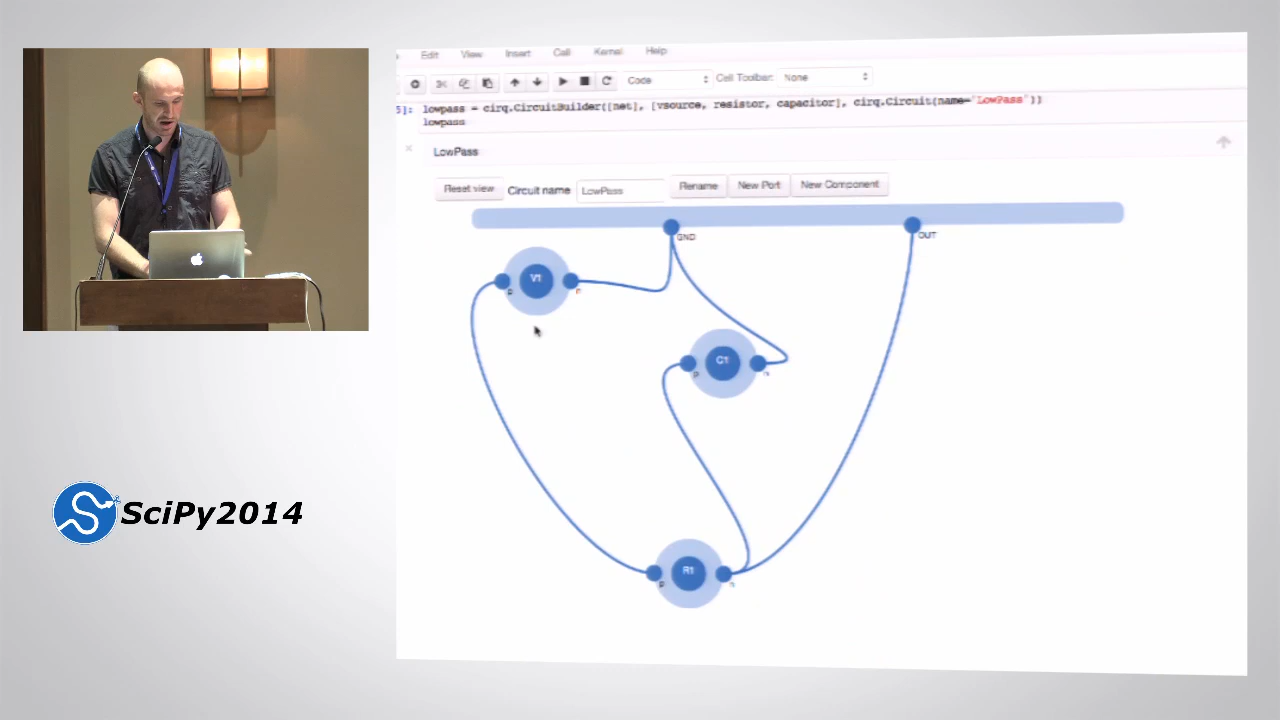 Edit View Insert Cell Kernel Help
Code Cell Toolbar: None
5]: lowpass = cirq.CircuitBuilder([net], [vsource, resistor, capacitor], cirq.Circuit(name='LowPass'))
lowpass
LowPass
Reset view Circuit name LowPass Rename New Port New Component
GND OUT
V1
p n
C1
p n
R1
p n
SciPy2014